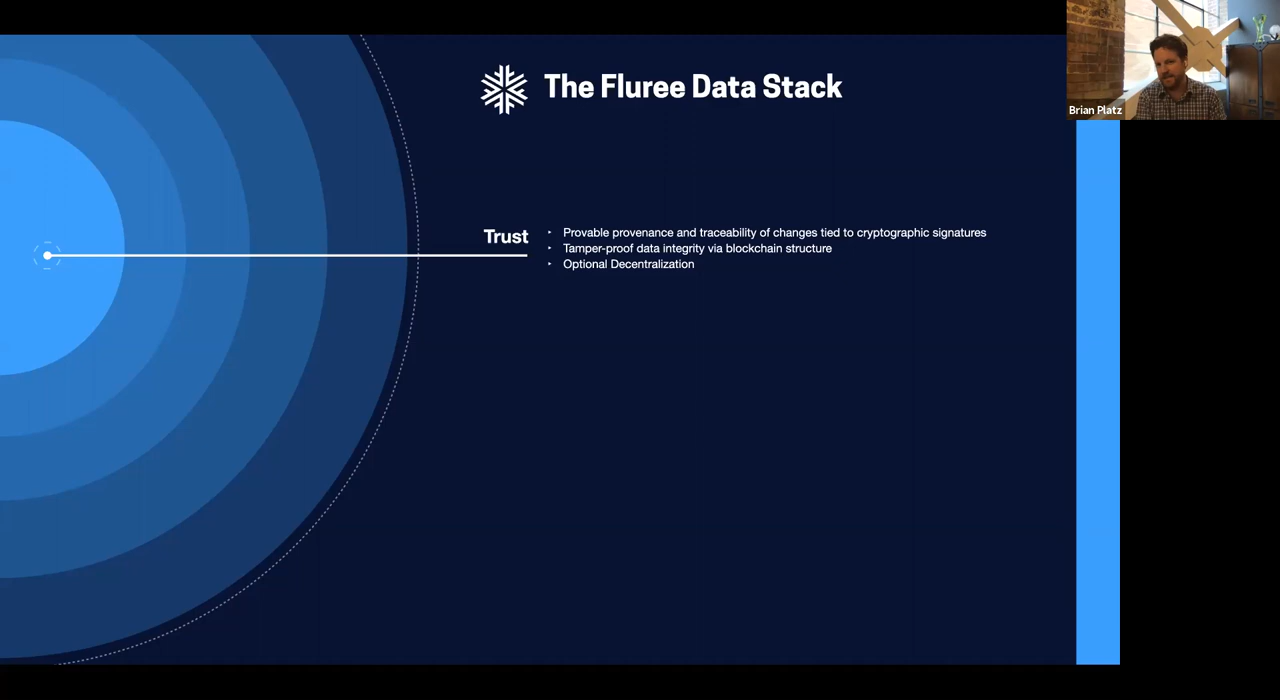 The Fluree Data Stack
Brian Platz
Trust
‣ Provable provenance and traceability of changes tied to cryptographic signatures
‣ Tamper-proof data integrity via blockchain structure
‣ Optional Decentralization